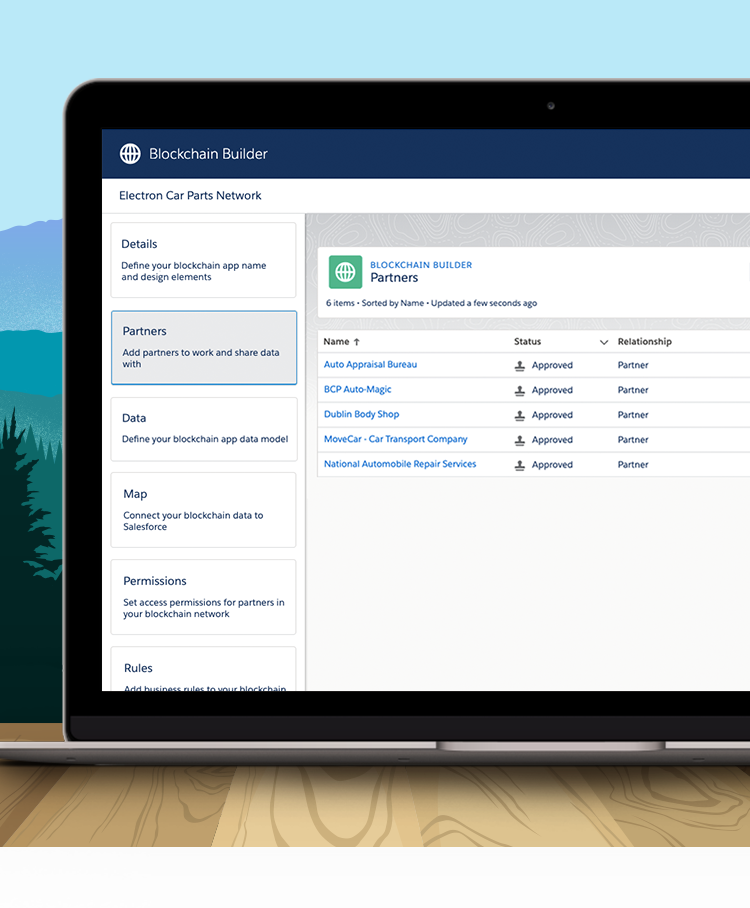 Blockchain Builder
Electron Car Parts Network
Details
Define your blockchain app name
and design elements
Partners
Add partners to work and share data
with
Data
Define your blockchain app data model
Map
Connect your blockchain data to
Salesforce
Permissions
Set access permissions for partners in
your blockchain network
Rules
Add business rules to your blockchain
BLOCKCHAIN BUILDER
Partners
6 items • Sorted by Name • Updated a few seconds ago
Name ↑ Status Relationship
Auto Appraisal Bureau Approved Partner
BCP Auto-Magic Approved Partner
Dublin Body Shop Approved Partner
MoveCar - Car Transport Company Approved Partner
National Automobile Repair Services Approved Partner